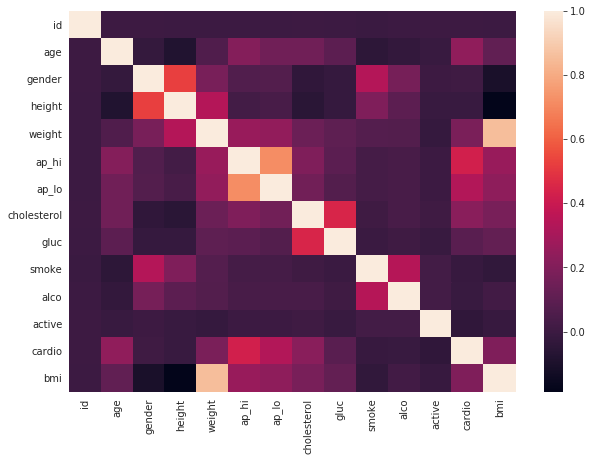 id
age
gender
height
weight
ap_hi
ap_lo
cholesterol
gluc
smoke
alco
active
cardio
bmi
id
age
gender
height
weight
ap_hi
ap_lo
cholesterol
gluc
smoke
alco
active
cardio
bmi
1.0
0.8
0.6
0.4
0.2
0.0